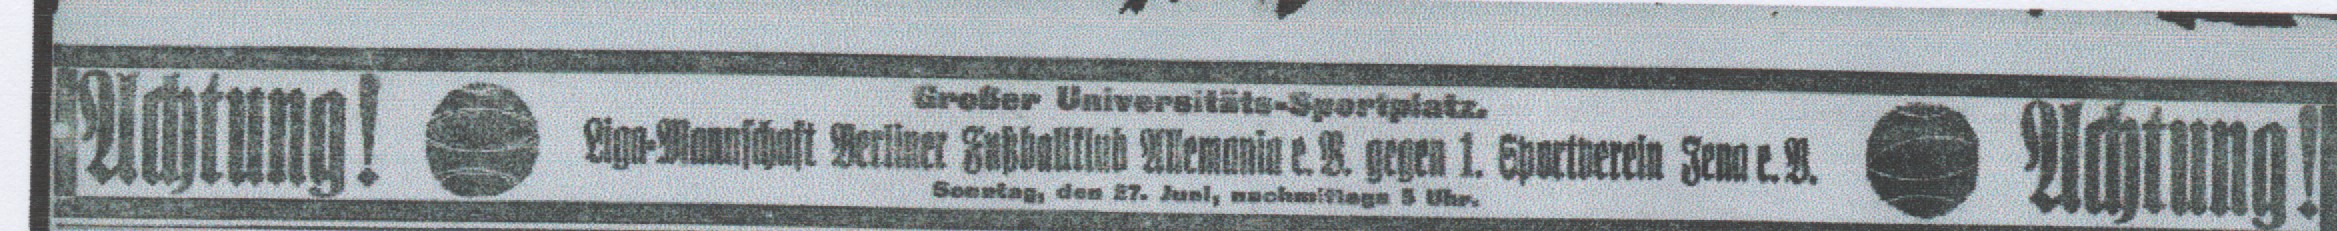 Achtung!
Großer Universitäts-Sportplatz.
Liga-Mannschaft Berliner Fußballklub Allemania e. V. gegen 1. Sportverein Jena e. V.
Sonntag, den 27. Juni, nachmittags 5 Uhr.
Achtung!